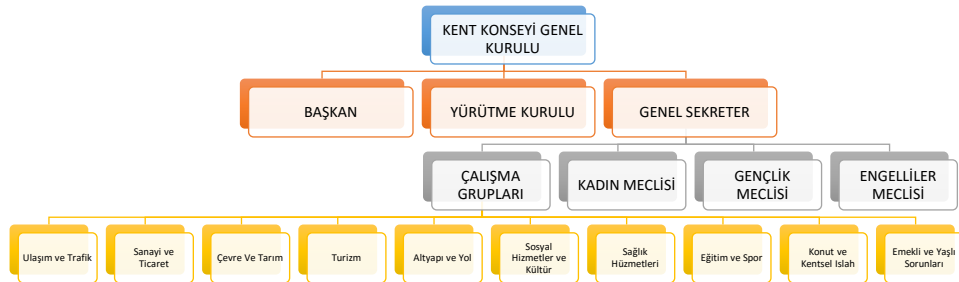 KENT KONSEYİ GENEL
KURULU
BAŞKAN
YÜRÜTME KURULU
GENEL SEKRETER
ÇALIŞMA
GRUPLARI
KADIN MECLİSİ
GENÇLİK
MECLİSİ
ENGELLİLER
MECLİSİ
Ulaşım ve Trafik
Sanayi ve
Ticaret
Çevre Ve Tarım
Turizm
Altyapı ve Yol
Sosyal
Hizmetler ve
Kültür
Sağlık
Hüzmetleri
Eğitim ve Spor
Konut ve
Kentsel Islah
Emekli ve Yaşlı
Sorunları